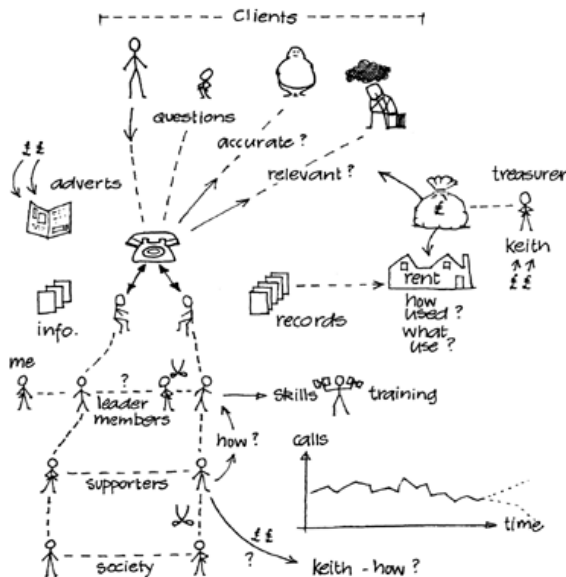 Clients
questions
accurate?
relevant?
££
adverts
£
treasurer
keith
££
rent
how
used?
what
use?
info.
records
me
?
leader
members
skills
training
how?
calls
supporters
time
££
?
society
keith - how?